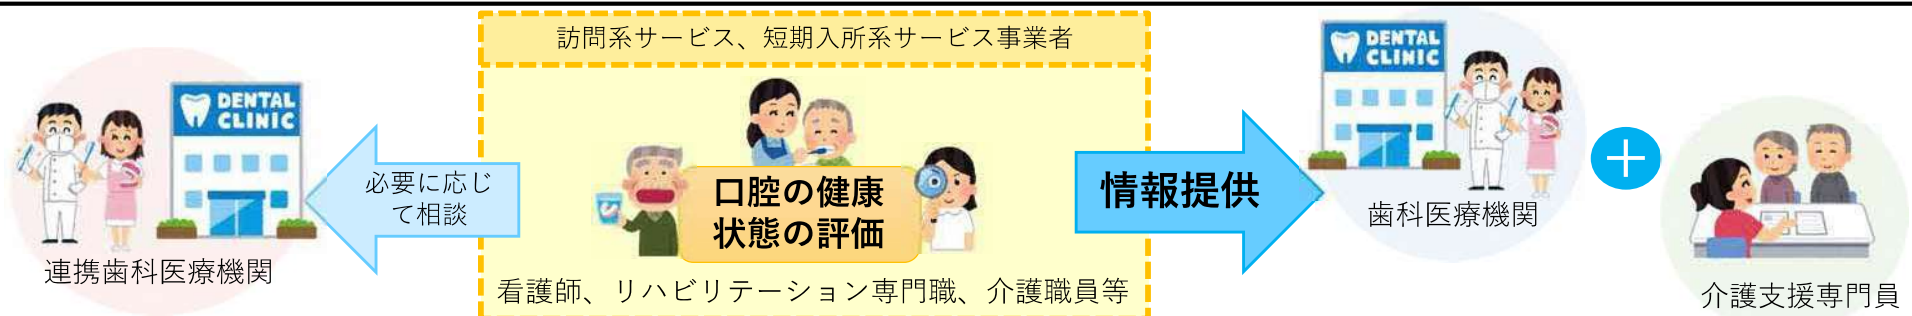 訪問系サービス、短期入所系サービス事業者
DENTAL
CLINIC
必要に応じ
て相談
連携歯科医療機関
口腔の健康
状態の評価
看護師、リハビリテーション専門職、介護職員等
情報提供
DENTAL
CLINIC
歯科医療機関
+
介護支援専門員